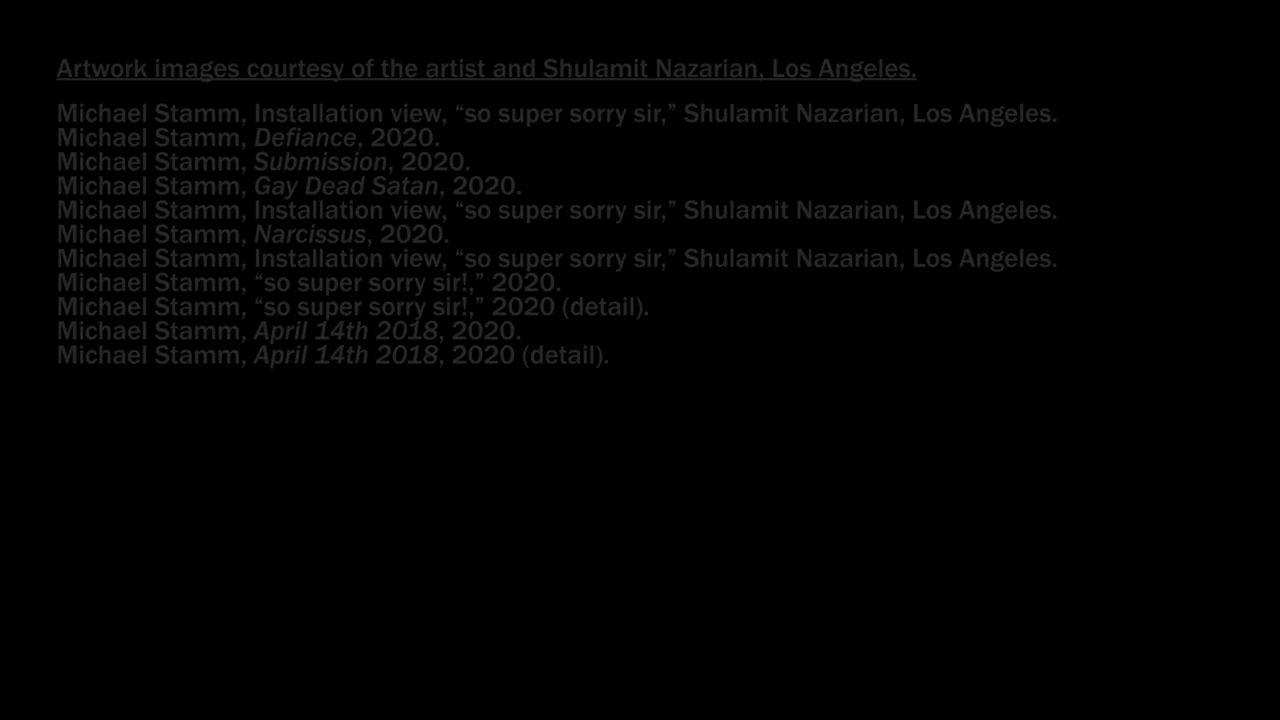 Artwork images courtesy of the artist and Shulamit Nazarian, Los Angeles.
Michael Stamm, Installation view, “so super sorry sir,” Shulamit Nazarian, Los Angeles.
Michael Stamm, Defiance, 2020.
Michael Stamm, Submission, 2020.
Michael Stamm, Gay Dead Satan, 2020.
Michael Stamm, Installation view, “so super sorry sir,” Shulamit Nazarian, Los Angeles.
Michael Stamm, Narcissus, 2020.
Michael Stamm, Installation view, “so super sorry sir,” Shulamit Nazarian, Los Angeles.
Michael Stamm, “so super sorry sir!,” 2020.
Michael Stamm, “so super sorry sir!,” 2020 (detail).
Michael Stamm, April 14th 2018, 2020.
Michael Stamm, April 14th 2018, 2020 (detail).